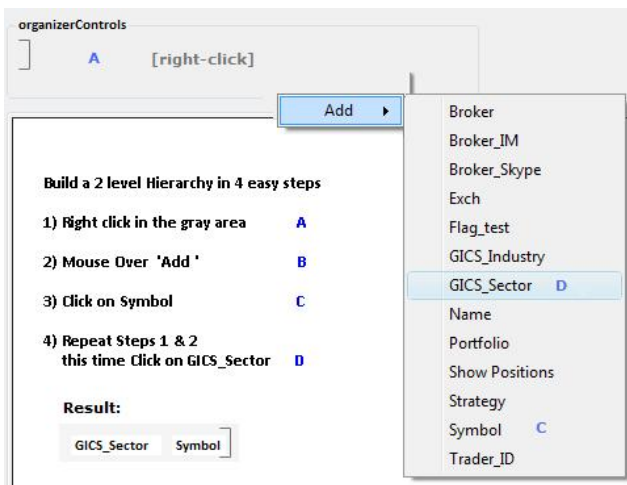 organizerControls
A [right-click]
Add
Broker
Broker_IM
Broker_Skype
Exch
Flag_test
GICS_Industry
GICS_Sector D
Name
Portfolio
Show Positions
Strategy
Symbol C
Trader_ID
Build a 2 level Hierarchy in 4 easy steps
1) Right click in the gray area A
2) Mouse Over 'Add ' B
3) Click on Symbol C
4) Repeat Steps 1 & 2
this time Click on GICS_Sector D
Result:
GICS_Sector Symbol